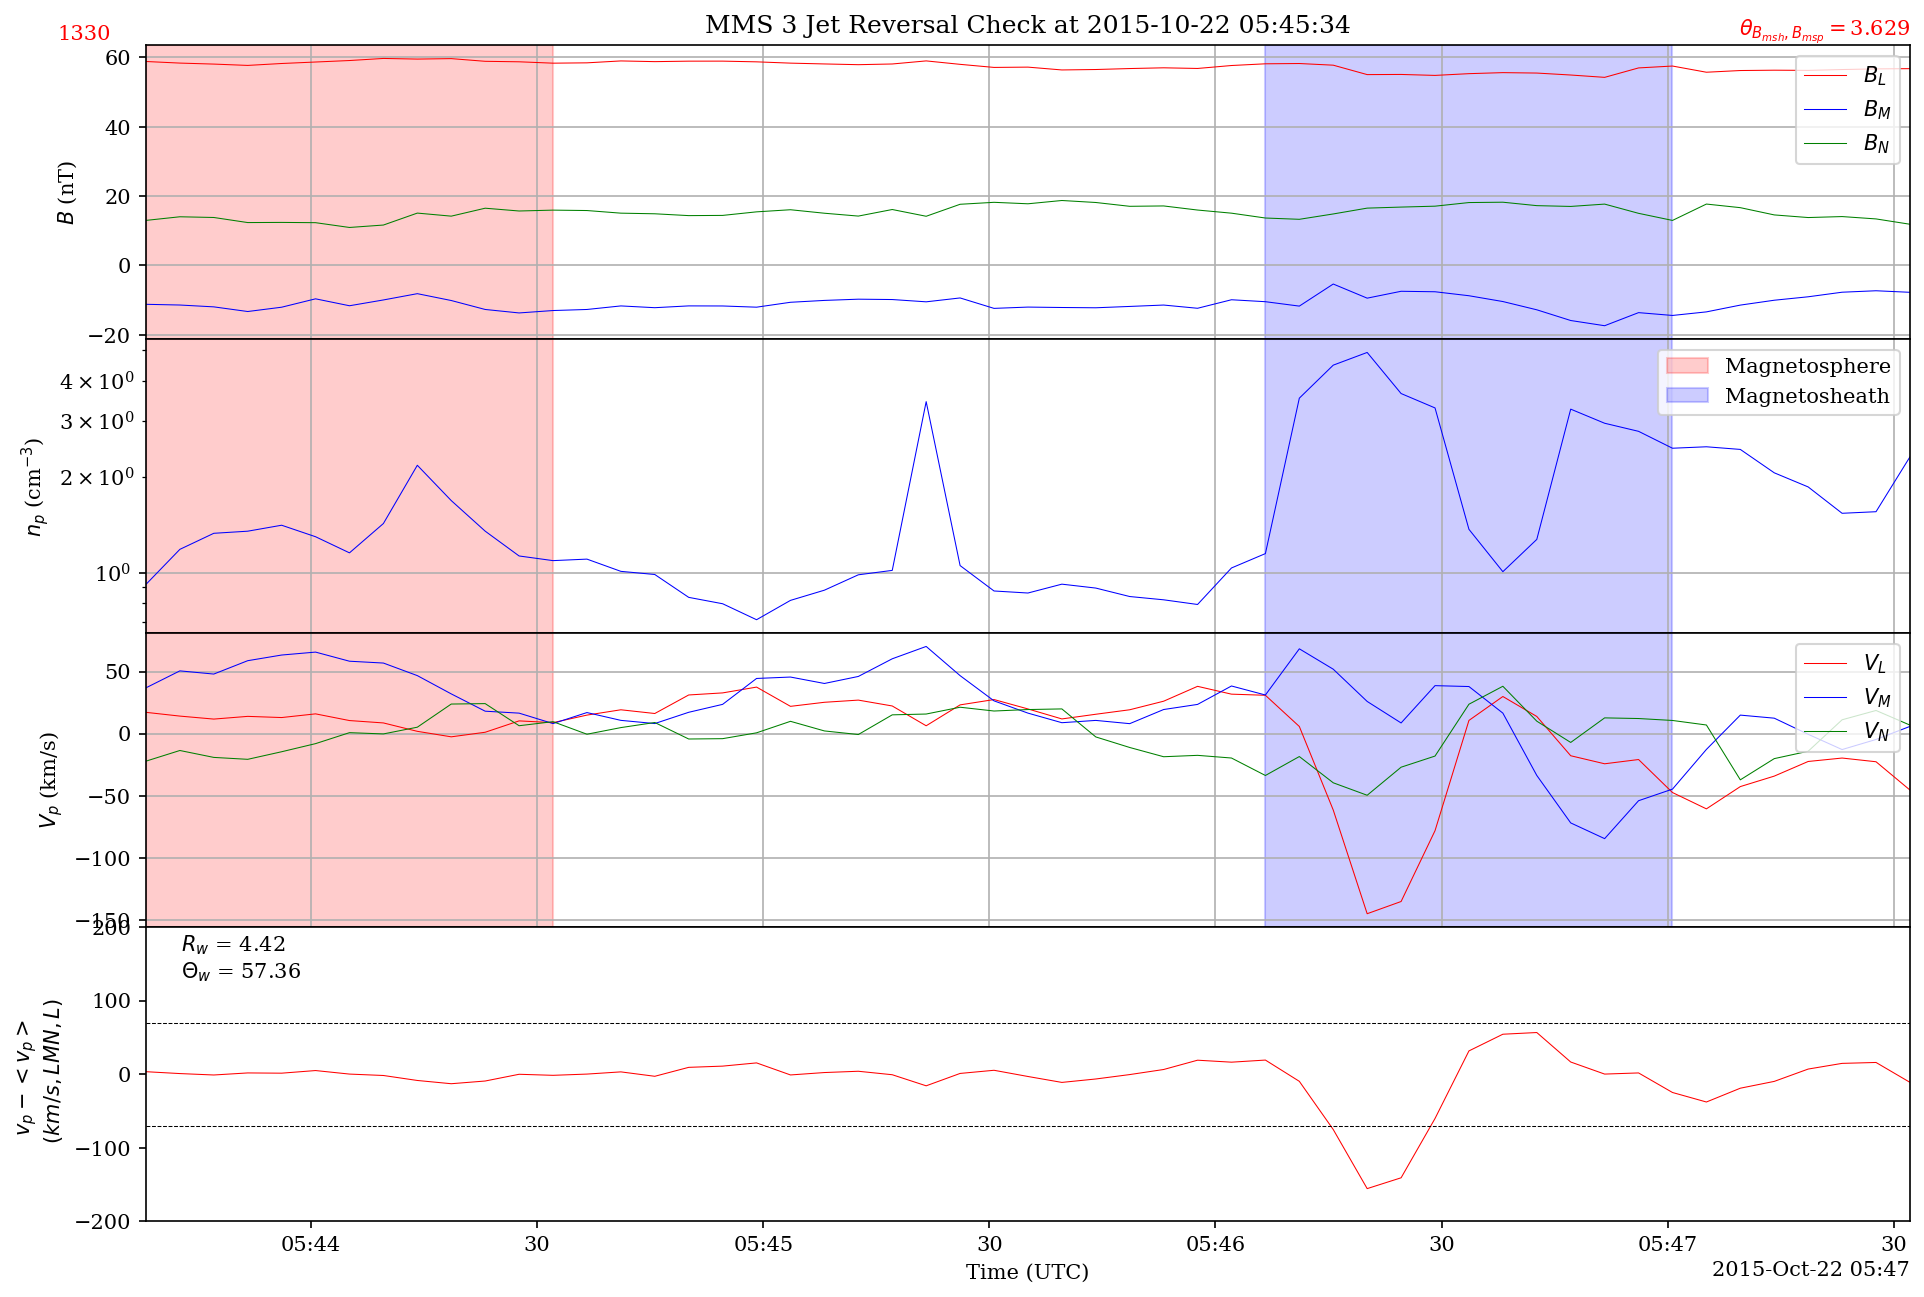 1330
MMS 3 Jet Reversal Check at 2015-10-22 05:45:34
θ_{B_{msh}, B_{msp}} = 3.629
60
40
20
0
−20
B (nT)
B_L
B_M
B_N
4 × 10^0
3 × 10^0
2 × 10^0
10^0
n_p (cm^{−3})
Magnetosphere
Magnetosheath
50
0
−50
−100
−150
V_p (km/s)
V_L
V_M
V_N
200
100
0
−100
−200
v_p − < v_p >
(km/s, LMN, L)
R_w = 4.42
Θ_w = 57.36
05:44
30
05:45
30
05:46
30
05:47
30
Time (UTC)
2015-Oct-22 05:47